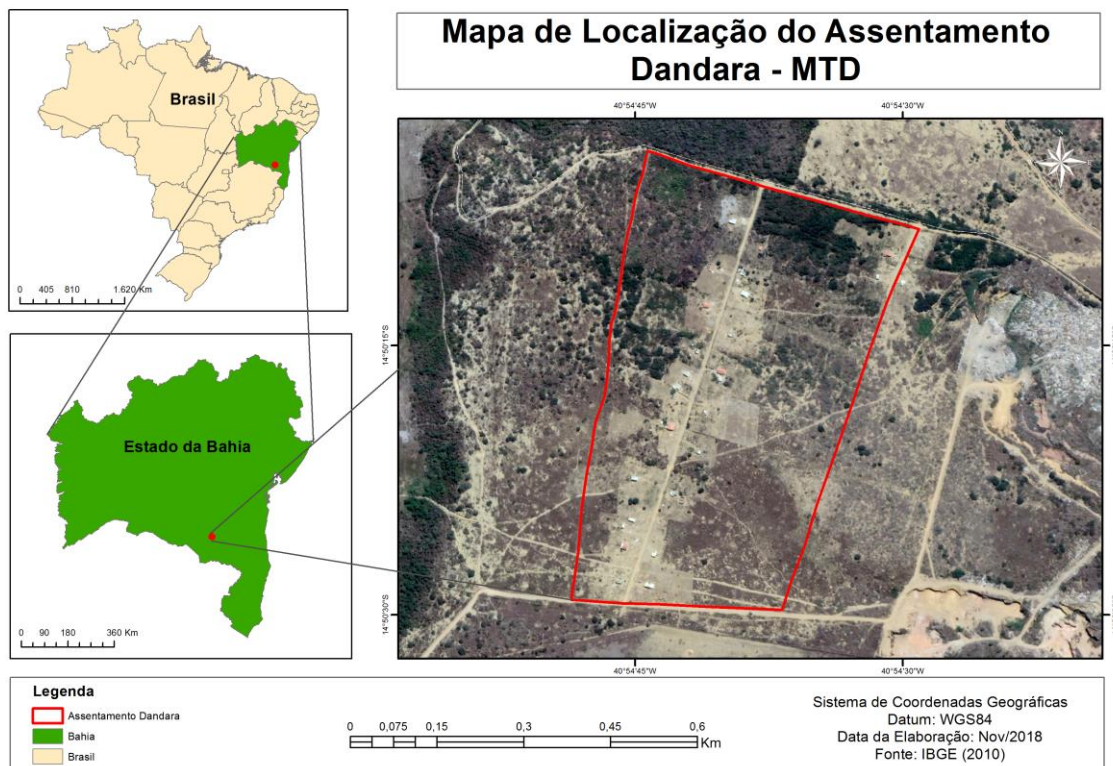 Mapa de Localização do Assentamento
Dandara - MTD
Brasil
0 405 810 1.620 Km
Estado da Bahia
0 90 180 360 Km
40°54'45"W
40°54'30"W
N
14°50'15"S
14°50'30"S
40°54'45"W
40°54'30"W
Legenda
Assentamento Dandara
Bahia
Brasil
0 0,075 0,15 0,3 0,45 0,6
Km
Sistema de Coordenadas Geográficas
Datum: WGS84
Data da Elaboração: Nov/2018
Fonte: IBGE (2010)